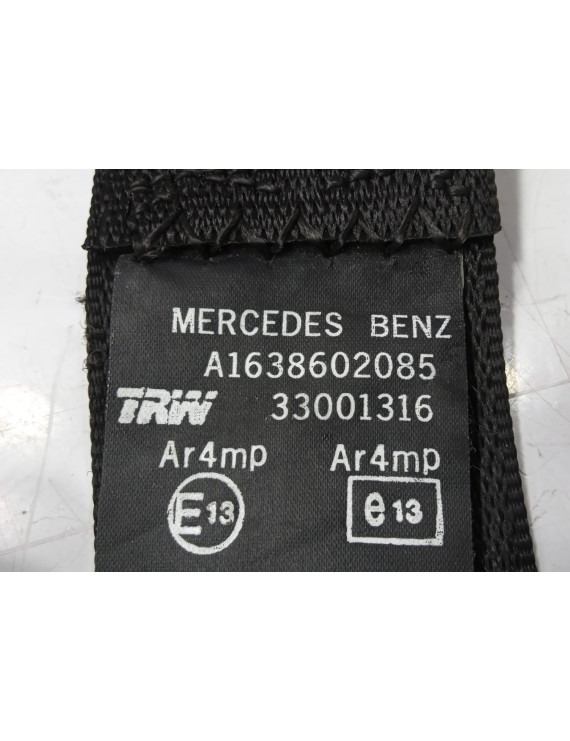 MERCEDES BENZ
A1638602085
TRW 33001316
Ar4mp Ar4mp
E13 e13